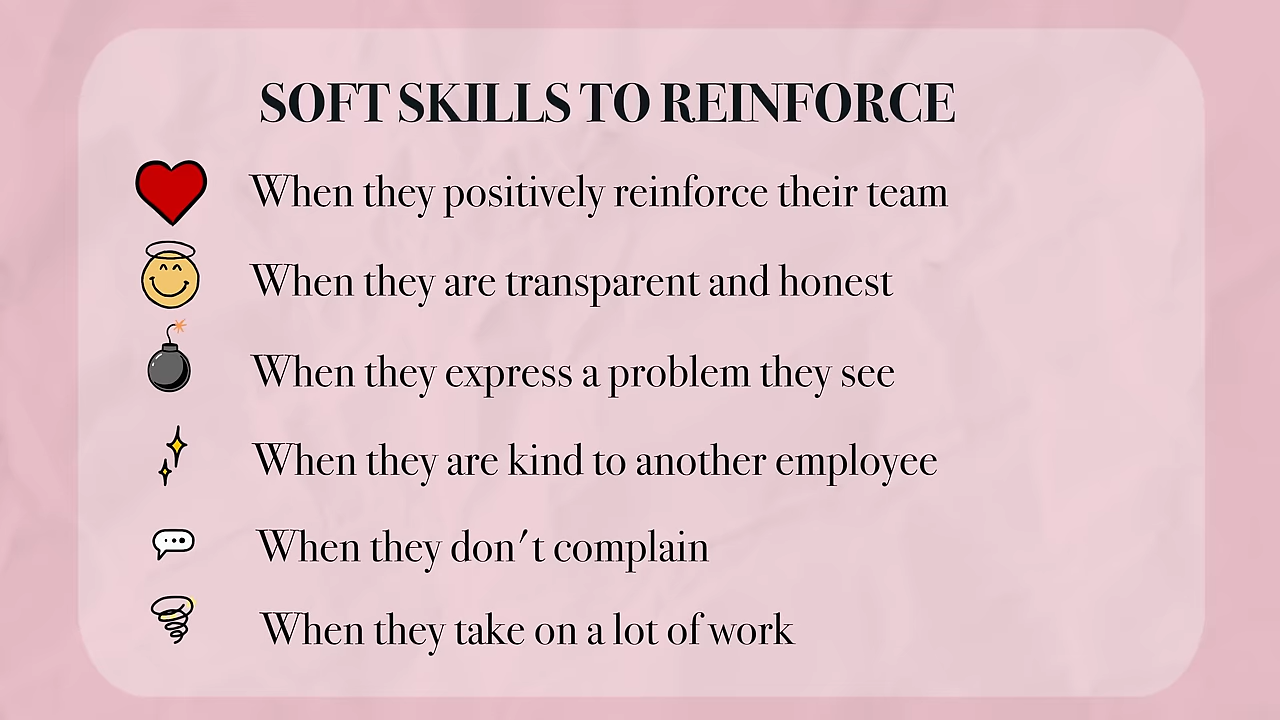 SOFT SKILLS TO REINFORCE
When they positively reinforce their team
When they are transparent and honest
When they express a problem they see
When they are kind to another employee
When they don't complain
When they take on a lot of work